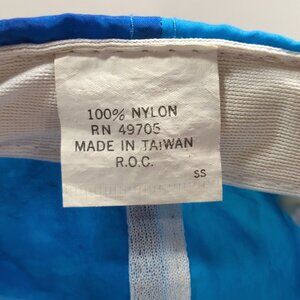 100% NYLON
RN 49705
MADE IN TAIWAN
R.O.C.
SS